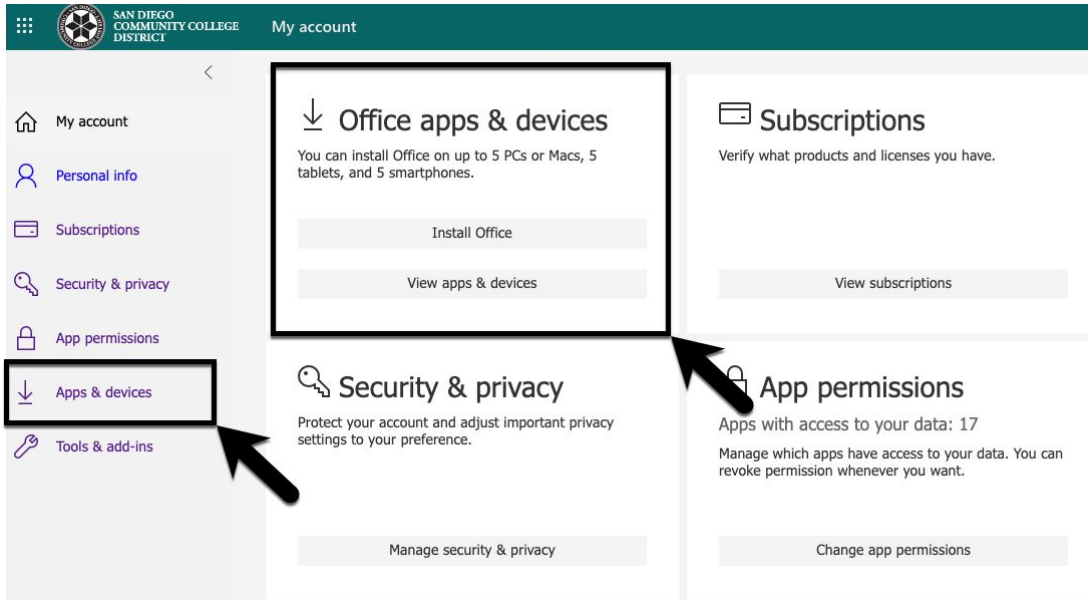 SAN DIEGO
COMMUNITY COLLEGE
DISTRICT
My account
My account
Personal info
Subscriptions
Security & privacy
App permissions
Apps & devices
Tools & add-ins
Office apps & devices
You can install Office on up to 5 PCs or Macs, 5
tablets, and 5 smartphones.
Install Office
View apps & devices
Subscriptions
Verify what products and licenses you have.
View subscriptions
Security & privacy
Protect your account and adjust important privacy
settings to your preference.
Manage security & privacy
App permissions
Apps with access to your data: 17
Manage which apps have access to your data. You can
revoke permission whenever you want.
Change app permissions